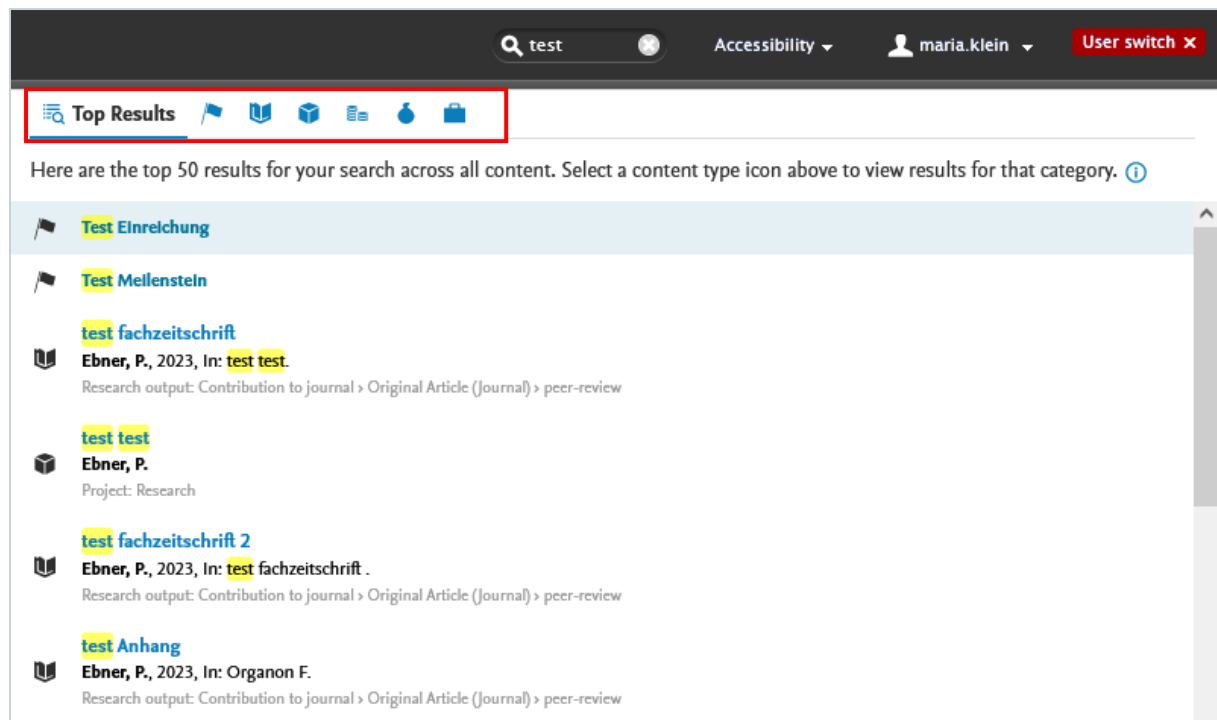 test
Accessibility
maria.klein
User switch ×
Top Results
Here are the top 50 results for your search across all content. Select a content type icon above to view results for that category.
Test Einreichung
Test Meilenstein
test fachzeitschrift
Ebner, P., 2023, In: test test.
Research output: Contribution to journal › Original Article (Journal) › peer-review
test test
Ebner, P.
Project: Research
test fachzeitschrift 2
Ebner, P., 2023, In: test fachzeitschrift .
Research output: Contribution to journal › Original Article (Journal) › peer-review
test Anhang
Ebner, P., 2023, In: Organon F.
Research output: Contribution to journal › Original Article (Journal) › peer-review